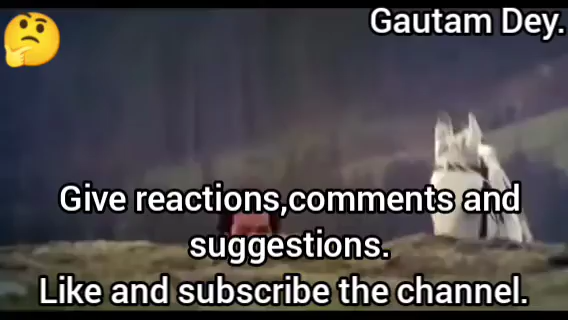 Gautam Dey.
Give reactions,comments and
suggestions.
Like and subscribe the channel.